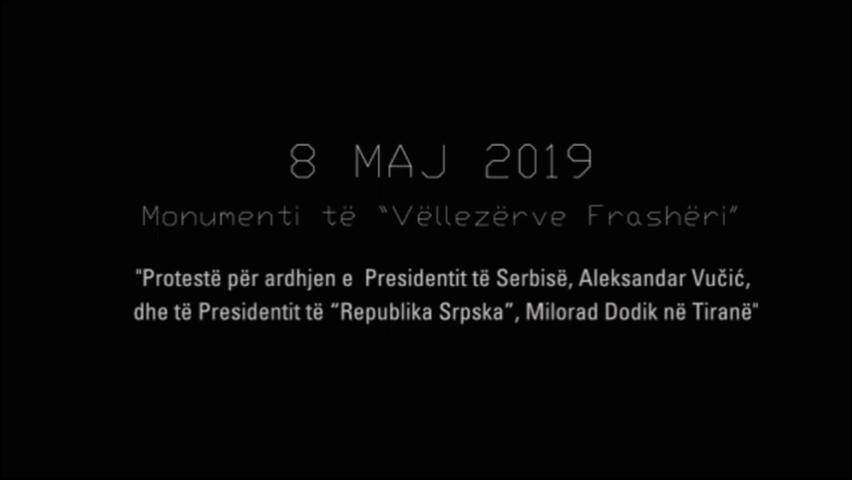 8 MAJ 2019
Monumenti të “Vëllezërve Frashëri”
"Protestë për ardhjen e Presidentit të Serbisë, Aleksandar Vučić,
dhe të Presidentit të “Republika Srpska”, Milorad Dodik në Tiranë"